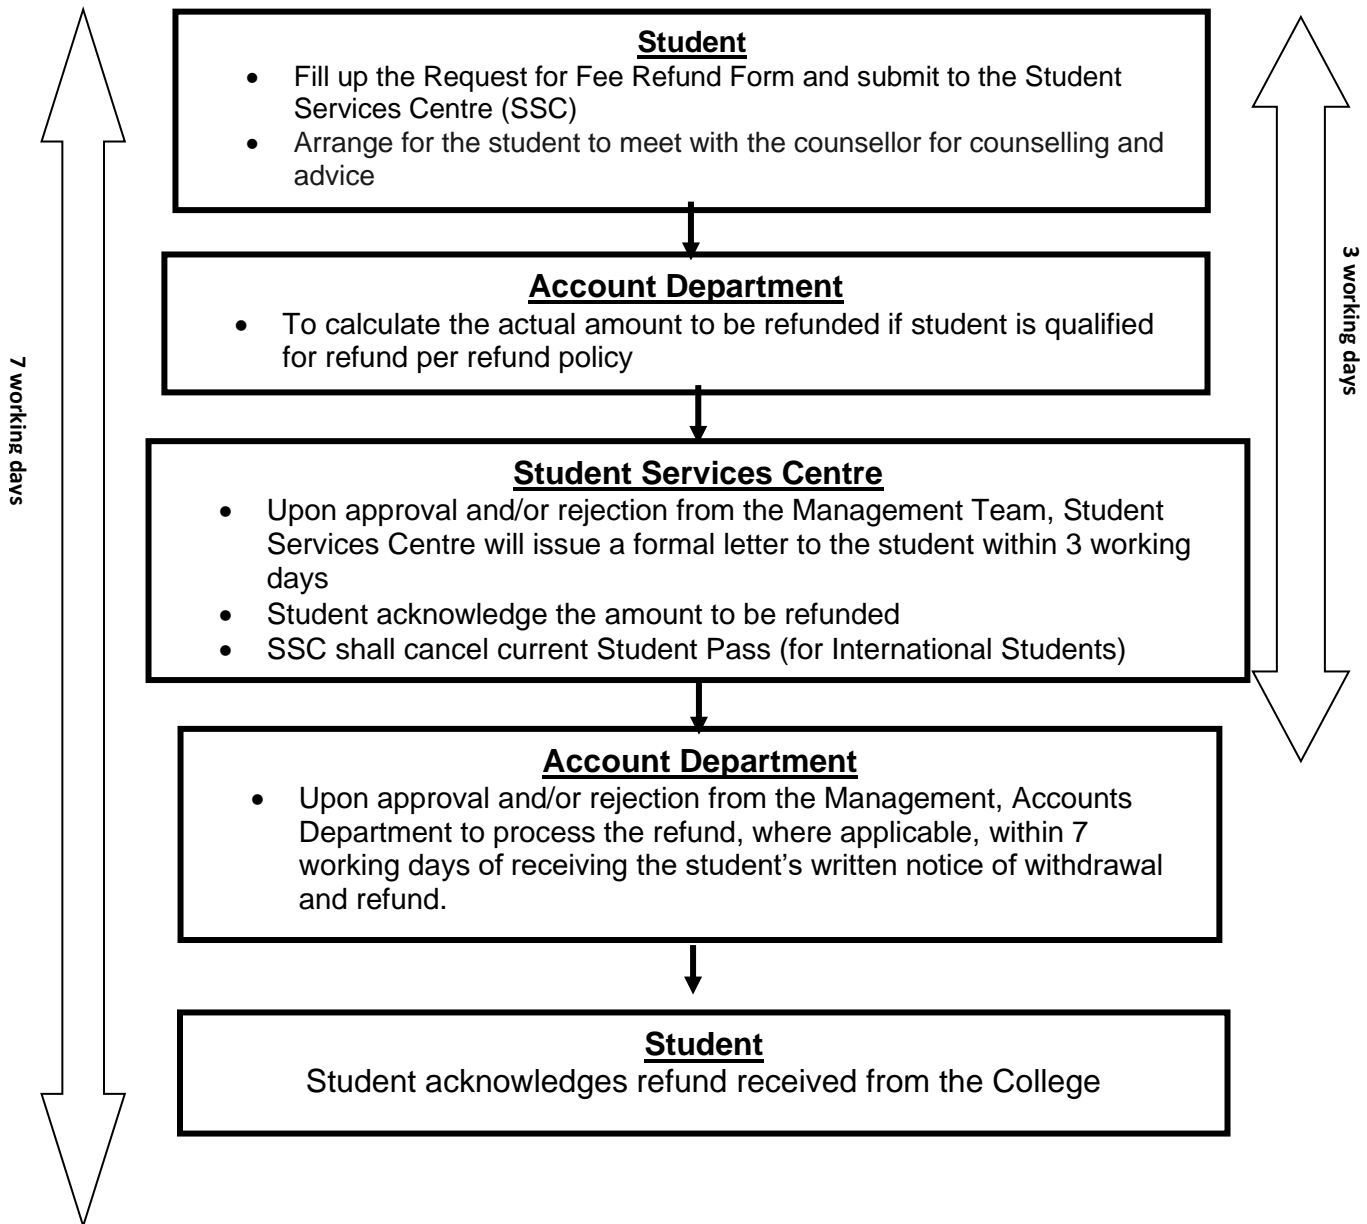 Student
• Fill up the Request for Fee Refund Form and submit to the Student
Services Centre (SSC)
• Arrange for the student to meet with the counsellor for counselling and
advice
Account Department
• To calculate the actual amount to be refunded if student is qualified
for refund per refund policy
Student Services Centre
• Upon approval and/or rejection from the Management Team, Student
Services Centre will issue a formal letter to the student within 3 working
days
• Student acknowledge the amount to be refunded
• SSC shall cancel current Student Pass (for International Students)
Account Department
• Upon approval and/or rejection from the Management, Accounts
Department to process the refund, where applicable, within 7
working days of receiving the student’s written notice of withdrawal
and refund.
Student
Student acknowledges refund received from the College
7 working days
3 working days